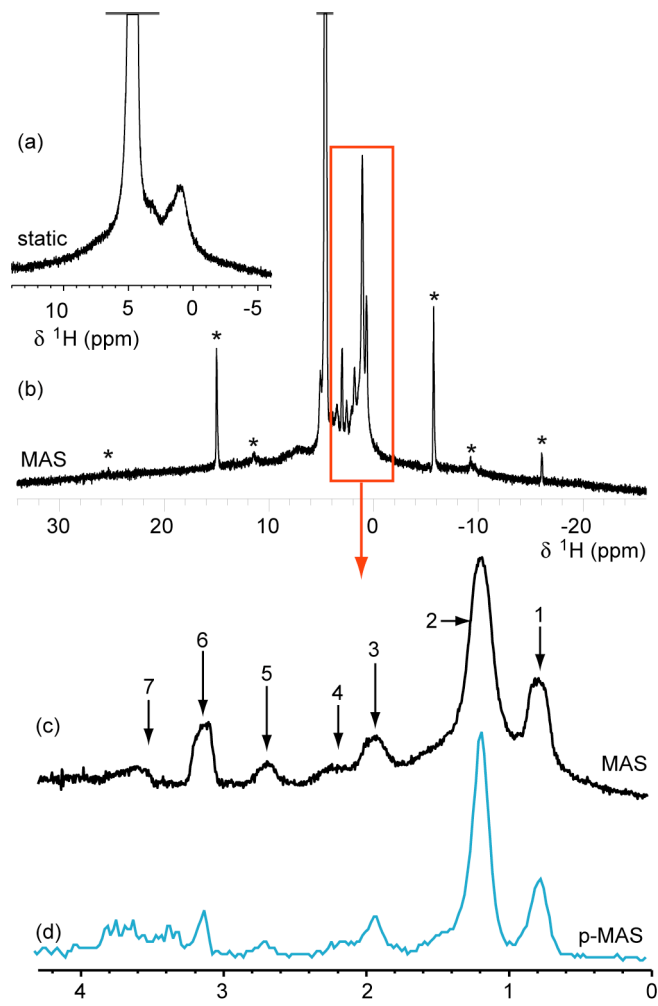 (a)
static
10 5 0 -5
δ ¹H (ppm)
* * * * * *
(b)
MAS
30 20 10 0 -10 -20
δ ¹H (ppm)
7 6 5 4 3 2 1
(c)
MAS
(d)
p-MAS
4 3 2 1 0